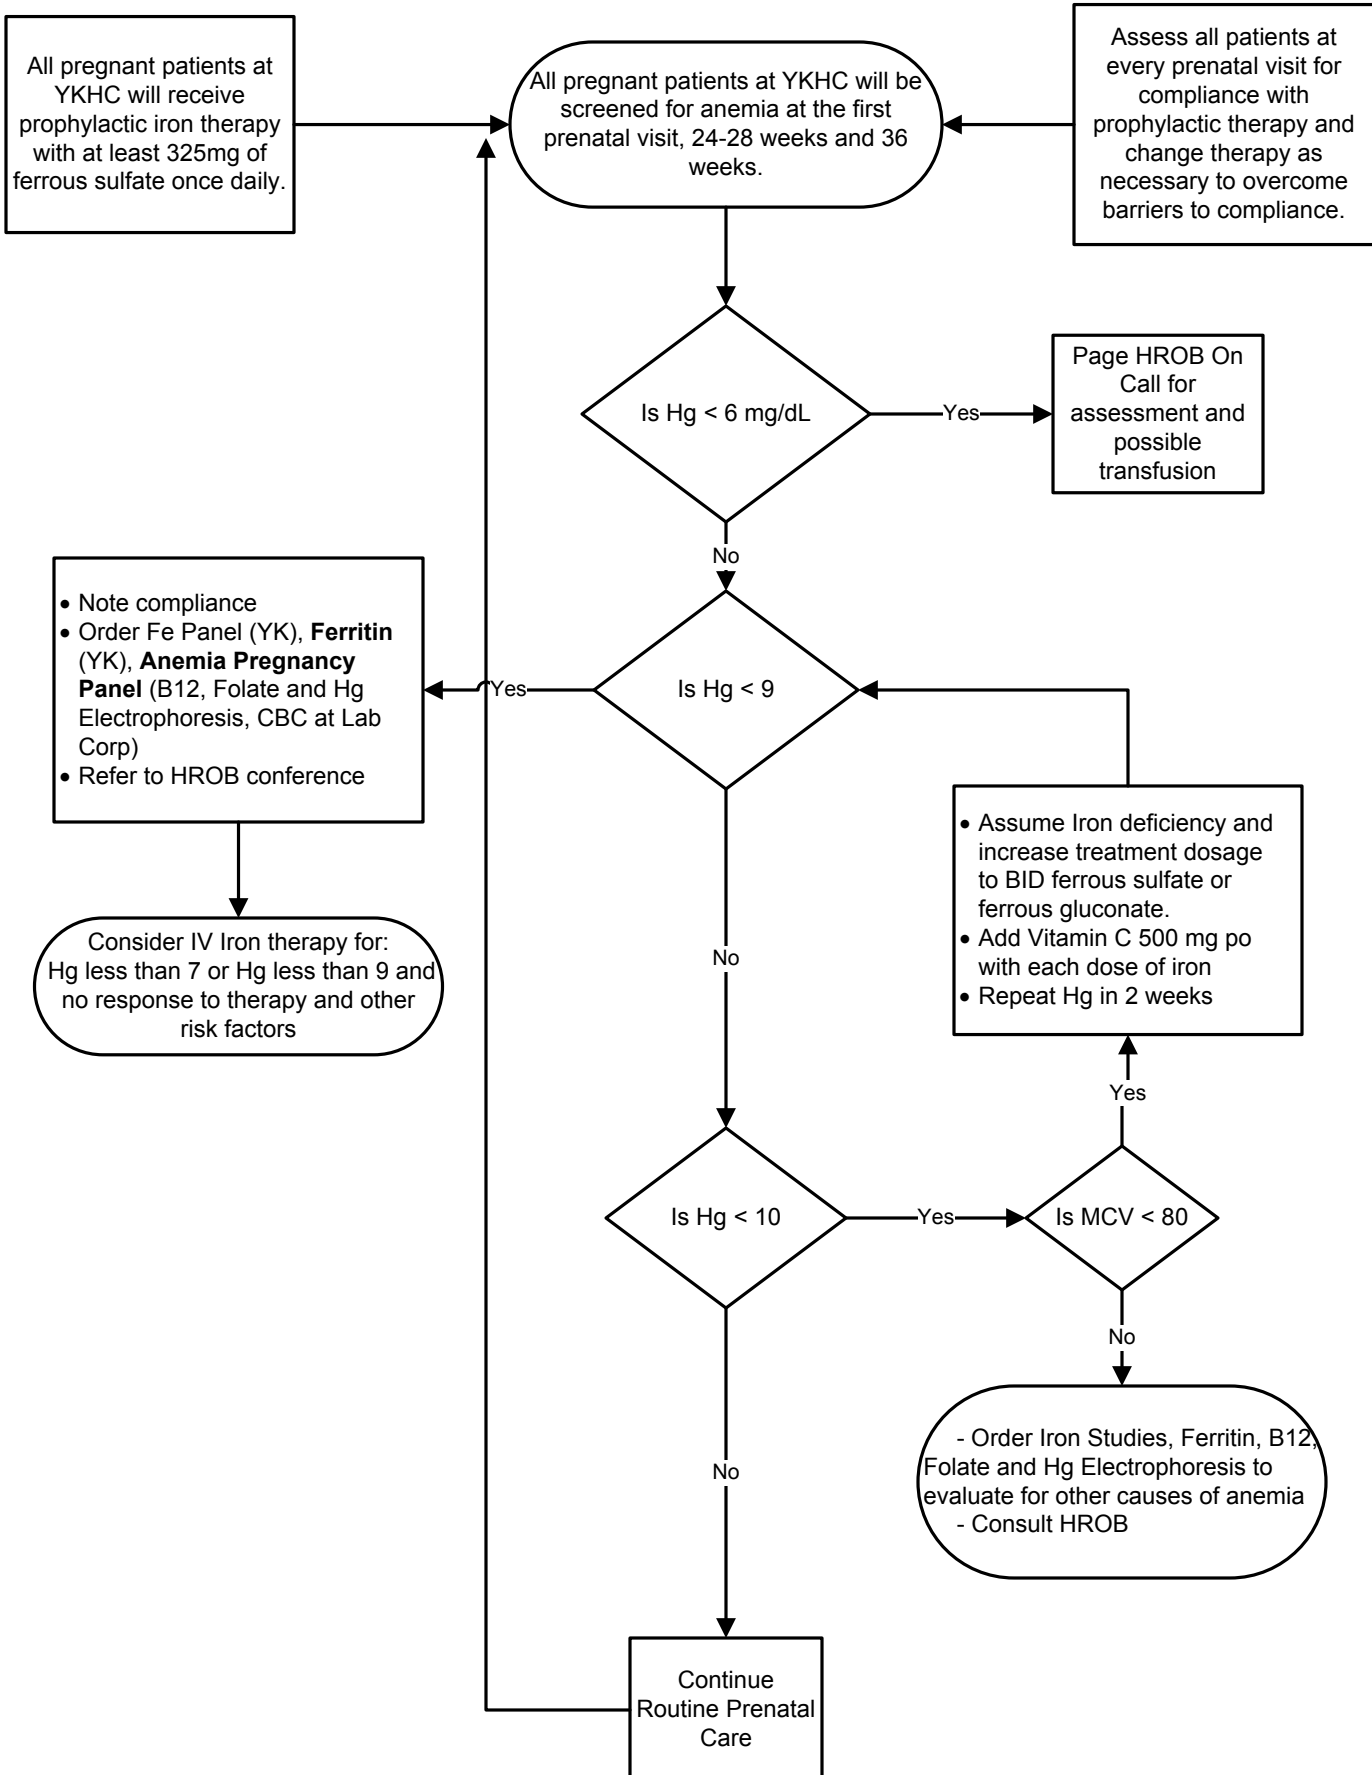 All pregnant patients at
YKHC will receive
prophylactic iron therapy
with at least 325mg of
ferrous sulfate once daily.
All pregnant patients at YKHC will be
screened for anemia at the first
prenatal visit, 24-28 weeks and 36
weeks.
Assess all patients at
every prenatal visit for
compliance with
prophylactic therapy and
change therapy as
necessary to overcome
barriers to compliance.
Is Hg < 6 mg/dL
Yes
Page HROB On
Call for
assessment and
possible
transfusion
No
• Note compliance
• Order Fe Panel (YK), Ferritin
(YK), Anemia Pregnancy
Panel (B12, Folate and Hg
Electrophoresis, CBC at Lab
Corp)
• Refer to HROB conference
Yes
Is Hg < 9
Consider IV Iron therapy for:
Hg less than 7 or Hg less than 9 and
no response to therapy and other
risk factors
No
• Assume Iron deficiency and
increase treatment dosage
to BID ferrous sulfate or
ferrous gluconate.
• Add Vitamin C 500 mg po
with each dose of iron
• Repeat Hg in 2 weeks
Yes
Is Hg < 10
Yes
Is MCV < 80
No
- Order Iron Studies, Ferritin, B12,
Folate and Hg Electrophoresis to
evaluate for other causes of anemia
- Consult HROB
No
Continue
Routine Prenatal
Care